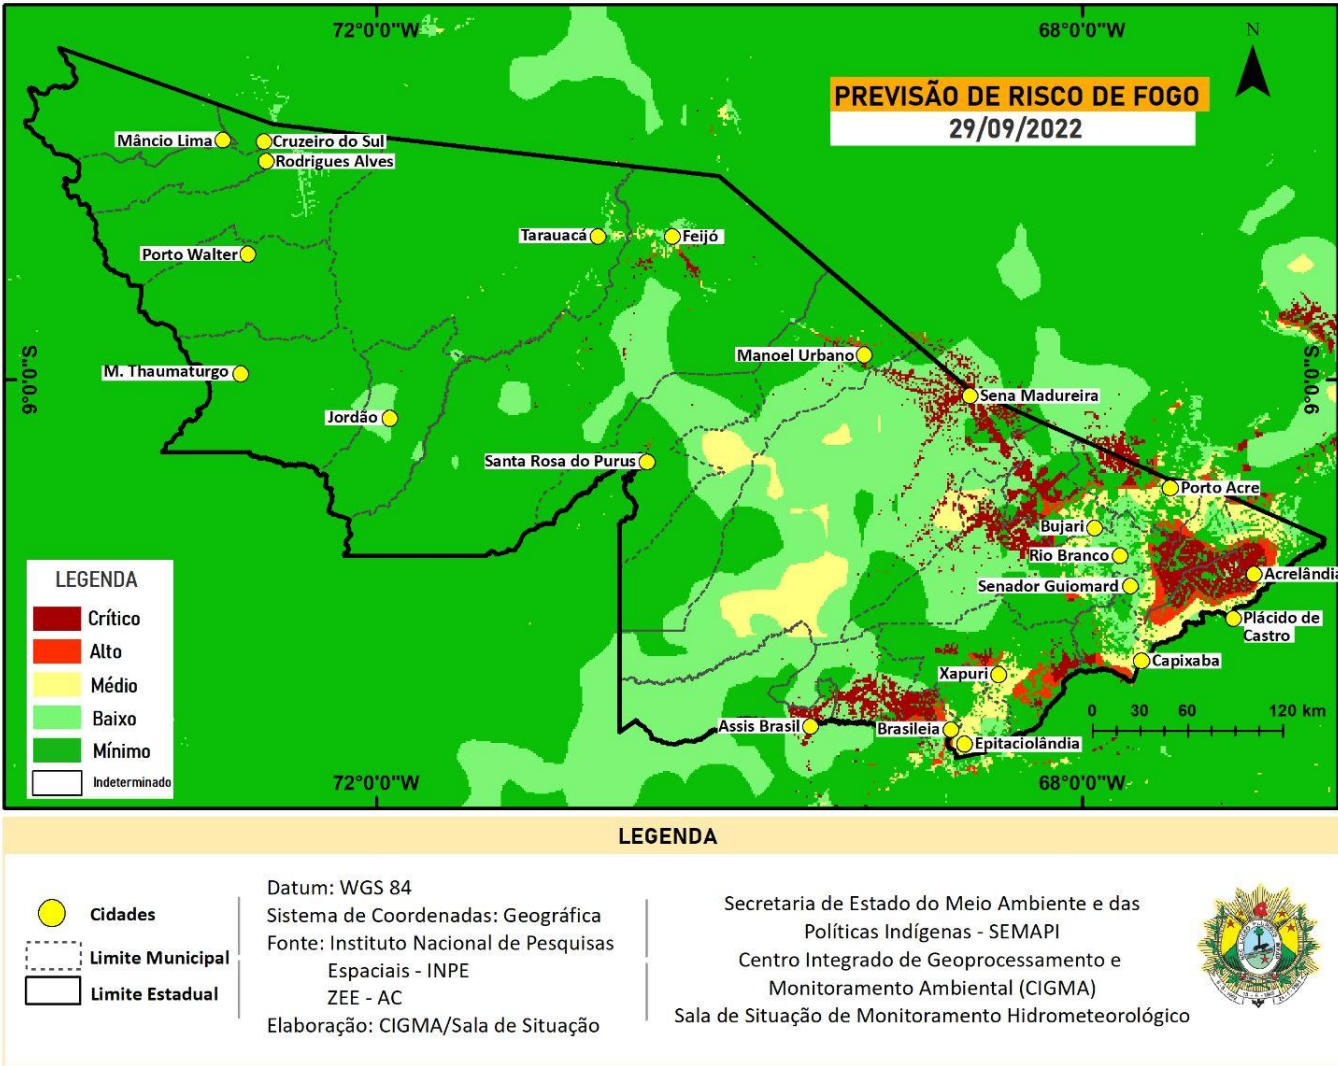 72°0'0"W
68°0'0"W
N
PREVISÃO DE RISCO DE FOGO
29/09/2022
Mâncio Lima
Cruzeiro do Sul
Rodrigues Alves
Tarauacá
Feijó
Porto Walter
9°0'0"S
9°0'0"S
Manoel Urbano
M. Thaumaturgo
Sena Madureira
Jordão
Santa Rosa do Purus
Porto Acre
Bujari
Rio Branco
Acrelândia
Senador Guiomard
Plácido de
Castro
Capixaba
Xapuri
Assis Brasil
Brasileia
Epitaciolândia
0 30 60 120 km
LEGENDA
Crítico
Alto
Médio
Baixo
Mínimo
Indeterminado
72°0'0"W
68°0'0"W
LEGENDA
Cidades
Limite Municipal
Limite Estadual
Datum: WGS 84
Sistema de Coordenadas: Geográfica
Fonte: Instituto Nacional de Pesquisas
Espaciais - INPE
ZEE - AC
Elaboração: CIGMA/Sala de Situação
Secretaria de Estado do Meio Ambiente e das
Políticas Indígenas - SEMAPI
Centro Integrado de Geoprocessamento e
Monitoramento Ambiental (CIGMA)
Sala de Situação de Monitoramento Hidrometeorológico